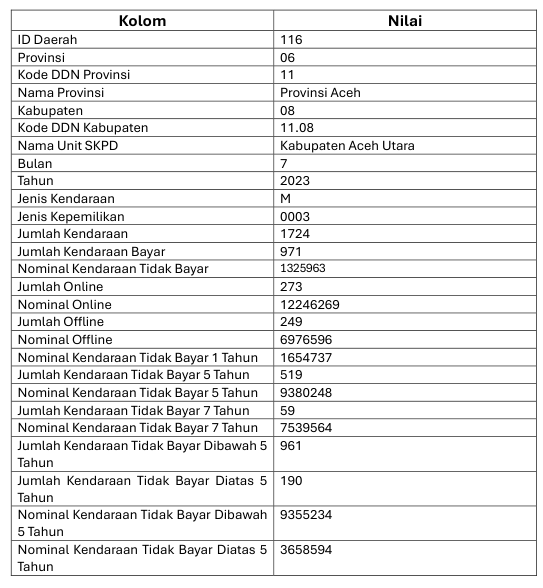 Kolom Nilai
ID Daerah 116
Provinsi 06
Kode DDN Provinsi 11
Nama Provinsi Provinsi Aceh
Kabupaten 08
Kode DDN Kabupaten 11.08
Nama Unit SKPD Kabupaten Aceh Utara
Bulan 7
Tahun 2023
Jenis Kendaraan M
Jenis Kepemilikan 0003
Jumlah Kendaraan 1724
Jumlah Kendaraan Bayar 971
Nominal Kendaraan Tidak Bayar 1325963
Jumlah Online 273
Nominal Online 12246269
Jumlah Offline 249
Nominal Offline 6976596
Nominal Kendaraan Tidak Bayar 1 Tahun 1654737
Jumlah Kendaraan Tidak Bayar 5 Tahun 519
Nominal Kendaraan Tidak Bayar 5 Tahun 9380248
Jumlah Kendaraan Tidak Bayar 7 Tahun 59
Nominal Kendaraan Tidak Bayar 7 Tahun 7539564
Jumlah Kendaraan Tidak Bayar Dibawah 5 961
Tahun
Jumlah Kendaraan Tidak Bayar Diatas 5 190
Tahun
Nominal Kendaraan Tidak Bayar Dibawah 9355234
5 Tahun
Nominal Kendaraan Tidak Bayar Diatas 5 3658594
Tahun